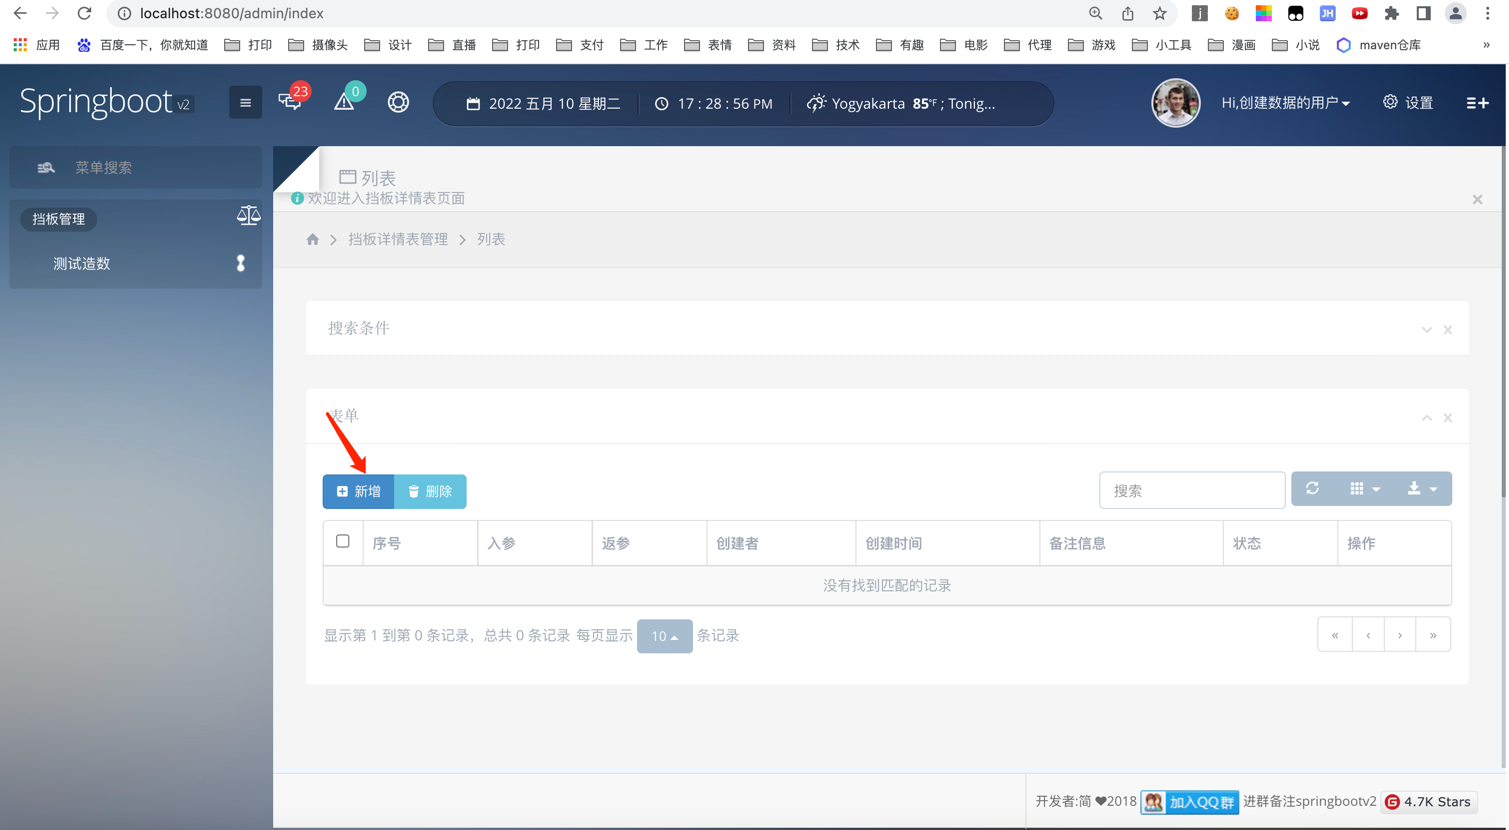 localhost:8080/admin/index
应用 百度一下，你就知道 打印 摄像头 设计 直播 打印 支付 工作 表情 资料 技术 有趣 电影 代理 游戏 小工具 漫画 小说 maven仓库 »
Springboot v2 23 0 2022 五月 10 星期二 17 : 28 : 56 PM Yogyakarta 85°F ; Tonig... Hi,创建数据的用户 设置
菜单搜索
列表
欢迎进入挡板详情表页面
挡板管理
挡板详情表管理 列表
测试造数
搜索条件
表单
新增 删除 搜索
序号 入参 返参 创建者 创建时间 备注信息 状态 操作
没有找到匹配的记录
显示第 1 到第 0 条记录，总共 0 条记录 每页显示 10 条记录 « ‹ › »
开发者:简 ❤2018 加入QQ群 进群备注springbootv2 G 4.7K Stars